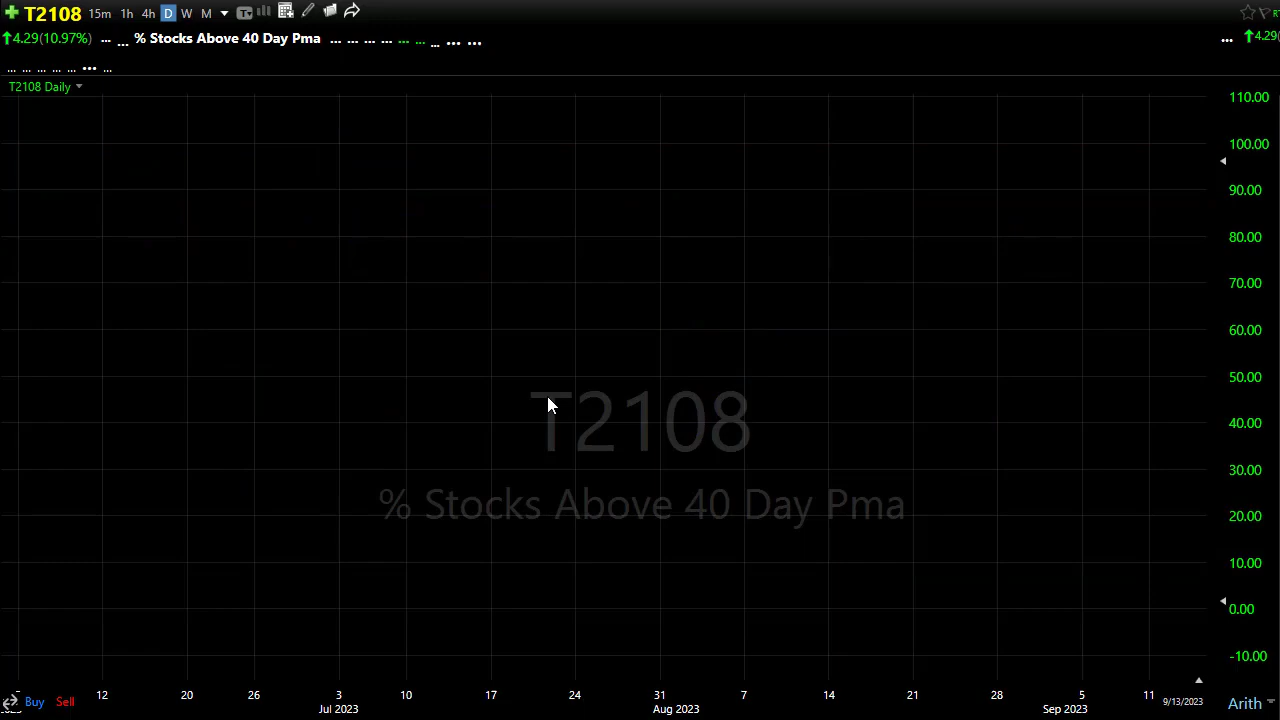 T2108 15m 1h 4h D W M
4.29(10.97%) ... ... % Stocks Above 40 Day Pma ... ... ... ... ... ... ... ... ... ... 4.29(
... ... ... ... ... ... ...
T2108 Daily
110.00
100.00
90.00
80.00
70.00
60.00
50.00
40.00
30.00
20.00
10.00
0.00
-10.00
T2108
% Stocks Above 40 Day Pma
12 20 26 3 10 17 24 31 7 14 21 28 5 11 9/13/2023
Buy Sell Jul 2023 Aug 2023 Sep 2023 Arith